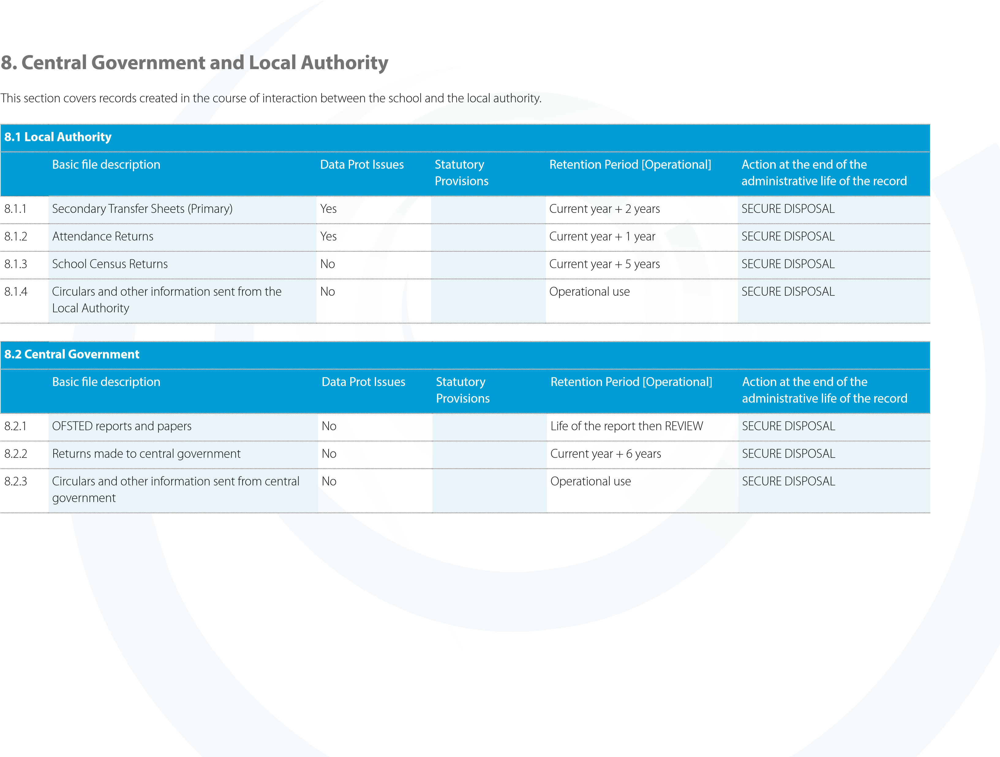 8. Central Government and Local Authority
This section covers records created in the course of interaction between the school and the local authority.
8.1 Local Authority
Basic file description Data Prot Issues Statutory Provisions Retention Period [Operational] Action at the end of the administrative life of the record
8.1.1 Secondary Transfer Sheets (Primary) Yes Current year + 2 years SECURE DISPOSAL
8.1.2 Attendance Returns Yes Current year + 1 year SECURE DISPOSAL
8.1.3 School Census Returns No Current year + 5 years SECURE DISPOSAL
8.1.4 Circulars and other information sent from the Local Authority No Operational use SECURE DISPOSAL
8.2 Central Government
Basic file description Data Prot Issues Statutory Provisions Retention Period [Operational] Action at the end of the administrative life of the record
8.2.1 OFSTED reports and papers No Life of the report then REVIEW SECURE DISPOSAL
8.2.2 Returns made to central government No Current year + 6 years SECURE DISPOSAL
8.2.3 Circulars and other information sent from central government No Operational use SECURE DISPOSAL